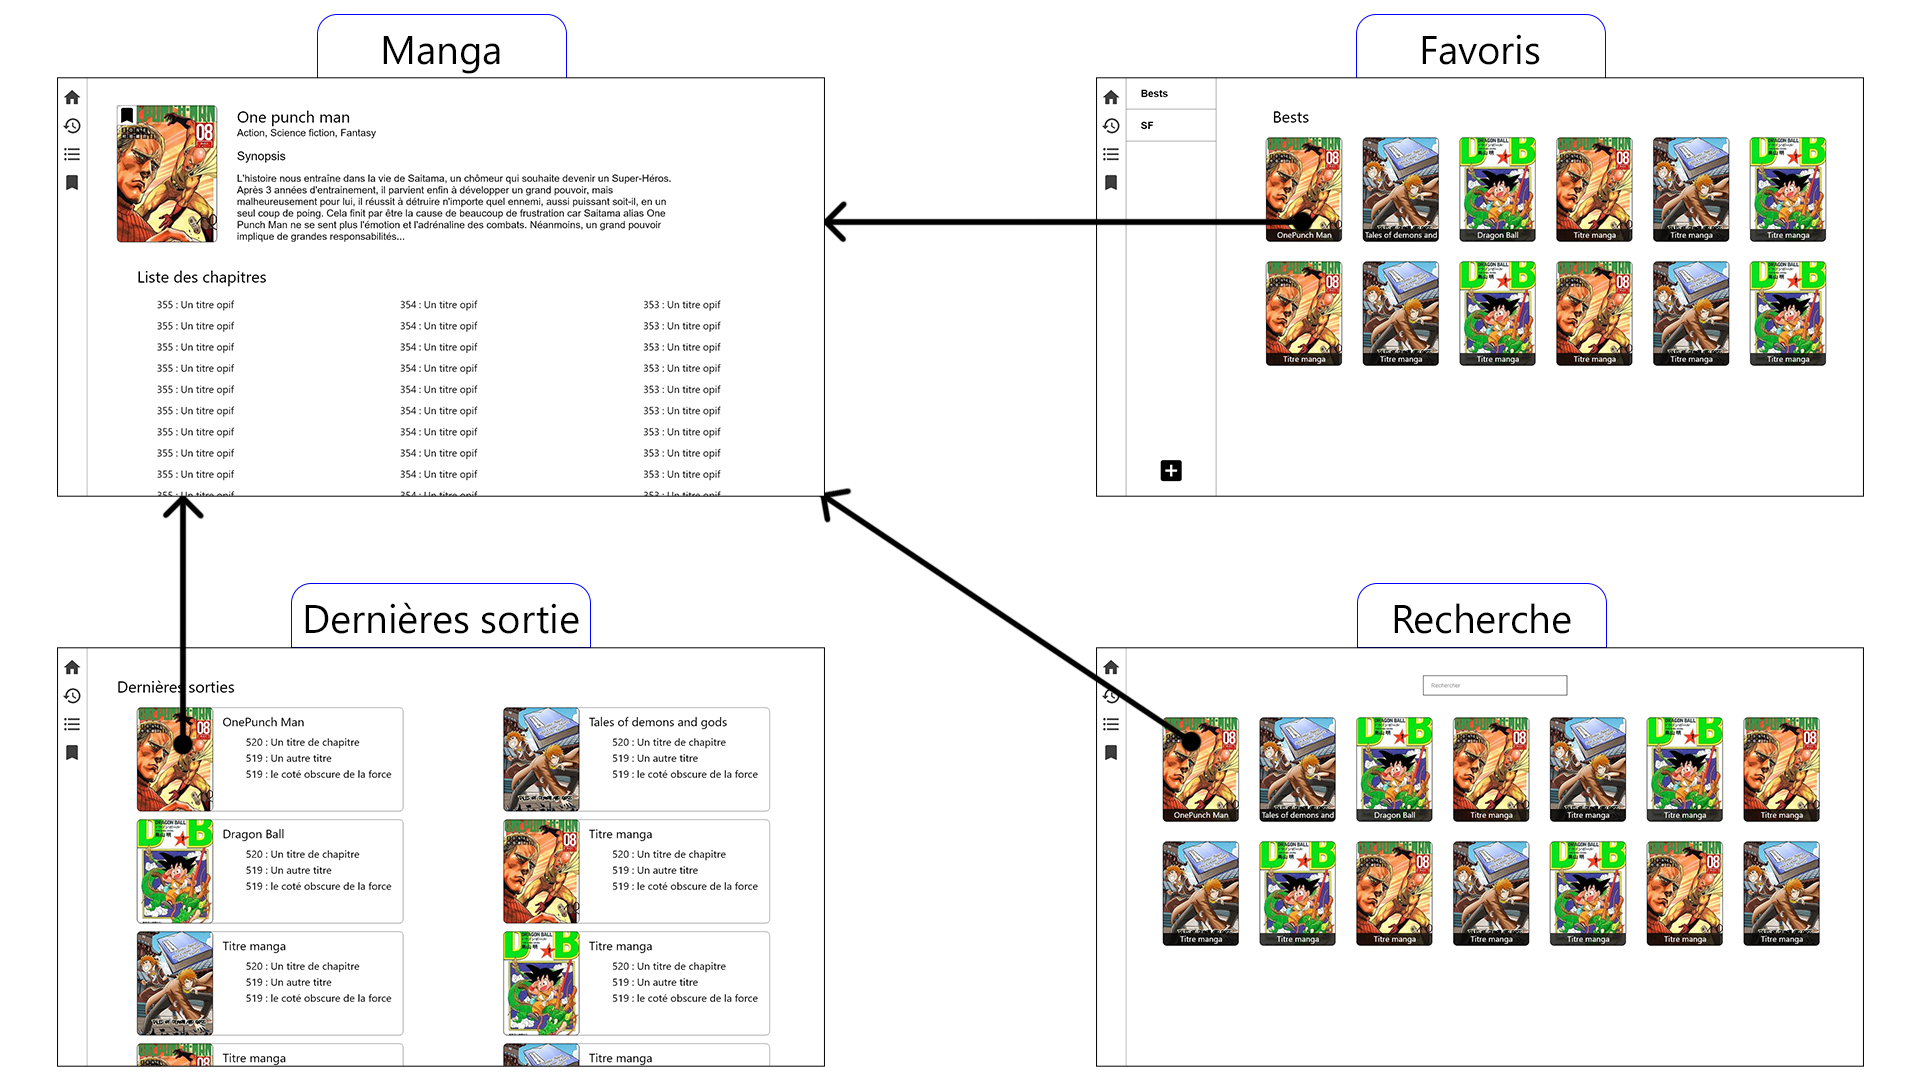 Manga
One punch man
Action, Science fiction, Fantasy
Synopsis
L'histoire nous entraîne dans la vie de Saitama, un chômeur qui souhaite devenir un Super-Héros.
Après 3 années d'entrainement, il parvient enfin à développer un grand pouvoir, mais
malheureusement pour lui, il réussit à détruire n'importe quel ennemi, aussi puissant soit-il, en un
seul coup de poing. Cela finit par être la cause de beaucoup de frustration car Saitama alias One
Punch Man ne se sent plus l'émotion et l'adrénaline des combats. Néanmoins, un grand pouvoir
implique de grandes responsabilités...
Liste des chapitres
355 : Un titre opif 354 : Un titre opif 353 : Un titre opif
355 : Un titre opif 354 : Un titre opif 353 : Un titre opif
355 : Un titre opif 354 : Un titre opif 353 : Un titre opif
355 : Un titre opif 354 : Un titre opif 353 : Un titre opif
355 : Un titre opif 354 : Un titre opif 353 : Un titre opif
355 : Un titre opif 354 : Un titre opif 353 : Un titre opif
355 : Un titre opif 354 : Un titre opif 353 : Un titre opif
355 : Un titre opif 354 : Un titre opif 353 : Un titre opif
355 : Un titre opif 354 : Un titre opif 353 : Un titre opif
355 : Un titre opif 354 : Un titre opif 353 : Un titre opif
Favoris
Bests
SF
Bests
OnePunch Man Tales of demons and Dragon Ball Titre manga Titre manga Titre manga
Titre manga Titre manga Titre manga Titre manga Titre manga Titre manga
Dernières sortie
Dernières sorties
OnePunch Man
520 : Un titre de chapitre
519 : Un autre titre
519 : le coté obscure de la force
Tales of demons and gods
520 : Un titre de chapitre
519 : Un autre titre
519 : le coté obscure de la force
Dragon Ball
520 : Un titre de chapitre
519 : Un autre titre
519 : le coté obscure de la force
Titre manga
520 : Un titre de chapitre
519 : Un autre titre
519 : le coté obscure de la force
Titre manga
520 : Un titre de chapitre
519 : Un autre titre
519 : le coté obscure de la force
Titre manga
520 : Un titre de chapitre
519 : Un autre titre
519 : le coté obscure de la force
Titre manga
Titre manga
Recherche
Rechercher
OnePunch Man Tales of demons and Dragon Ball Titre manga Titre manga Titre manga Titre manga
Titre manga Titre manga Titre manga Titre manga Titre manga Titre manga Titre manga